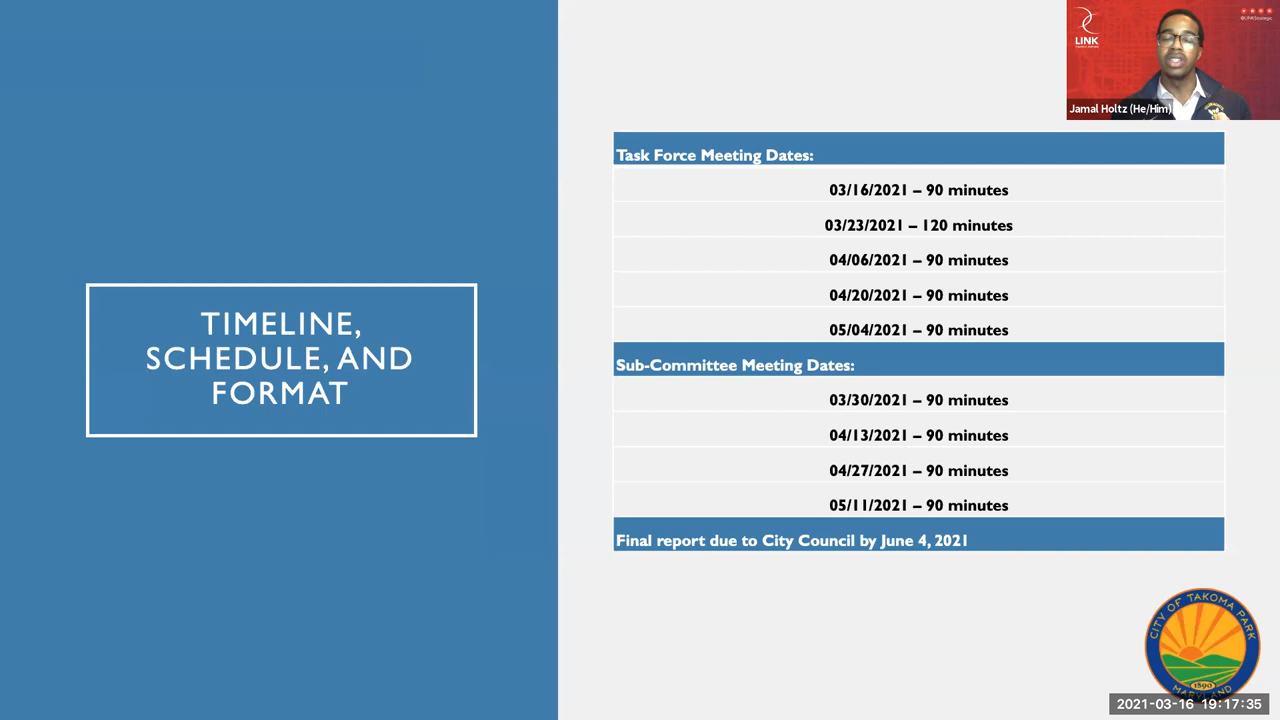 LINK
@LINKStrategic
Jamal Holtz (He/Him)
TIMELINE,
SCHEDULE, AND
FORMAT
Task Force Meeting Dates:
03/16/2021 – 90 minutes
03/23/2021 – 120 minutes
04/06/2021 – 90 minutes
04/20/2021 – 90 minutes
05/04/2021 – 90 minutes
Sub-Committee Meeting Dates:
03/30/2021 – 90 minutes
04/13/2021 – 90 minutes
04/27/2021 – 90 minutes
05/11/2021 – 90 minutes
Final report due to City Council by June 4, 2021
CITY OF TAKOMA PARK
1890
MARYLAND
2021-03-16 19:17:35